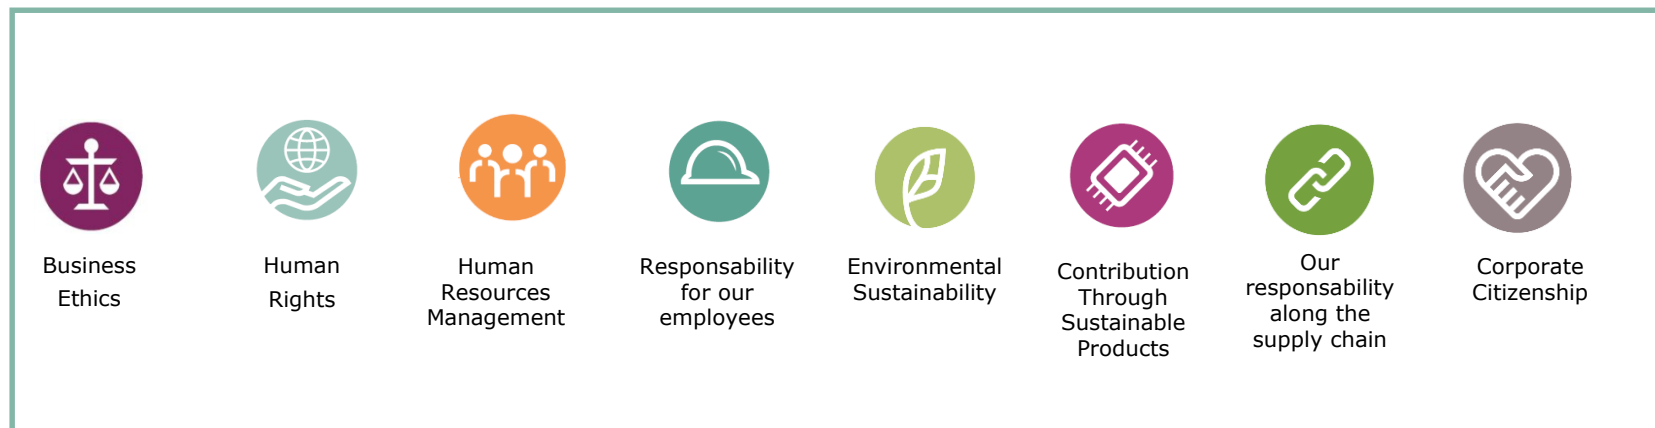 Business
Ethics
Human
Rights
Human
Resources
Management
Responsability
for our
employees
Environmental
Sustainability
Contribution
Through
Sustainable
Products
Our
responsability
along the
supply chain
Corporate
Citizenship